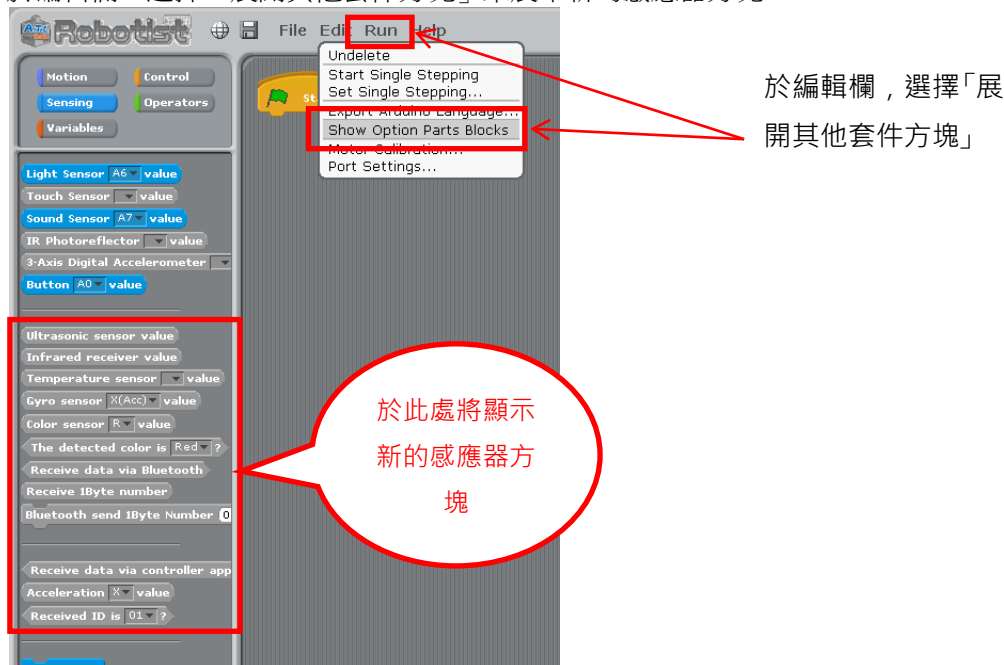 Robotist File Edit Run Help
Undelete
Start Single Stepping
Set Single Stepping...
Export Arduino Language...
Show Option Parts Blocks
Motor Calibration...
Port Settings...
Motion Control
Sensing Operators
Variables
Light Sensor A6 value
Touch Sensor value
Sound Sensor A7 value
IR Photoreflector value
3-Axis Digital Accelerometer
Button A0 value
Ultrasonic sensor value
Infrared receiver value
Temperature sensor value
Gyro sensor X(Acc) value
Color sensor R value
The detected color is Red ?
Receive data via Bluetooth
Receive 1Byte number
Bluetooth send 1Byte Number 0
Receive data via controller app
Acceleration X value
Received ID is 01 ?
於編輯欄，選擇「展
開其他套件方塊」
於此處將顯示
新的感應器方
塊